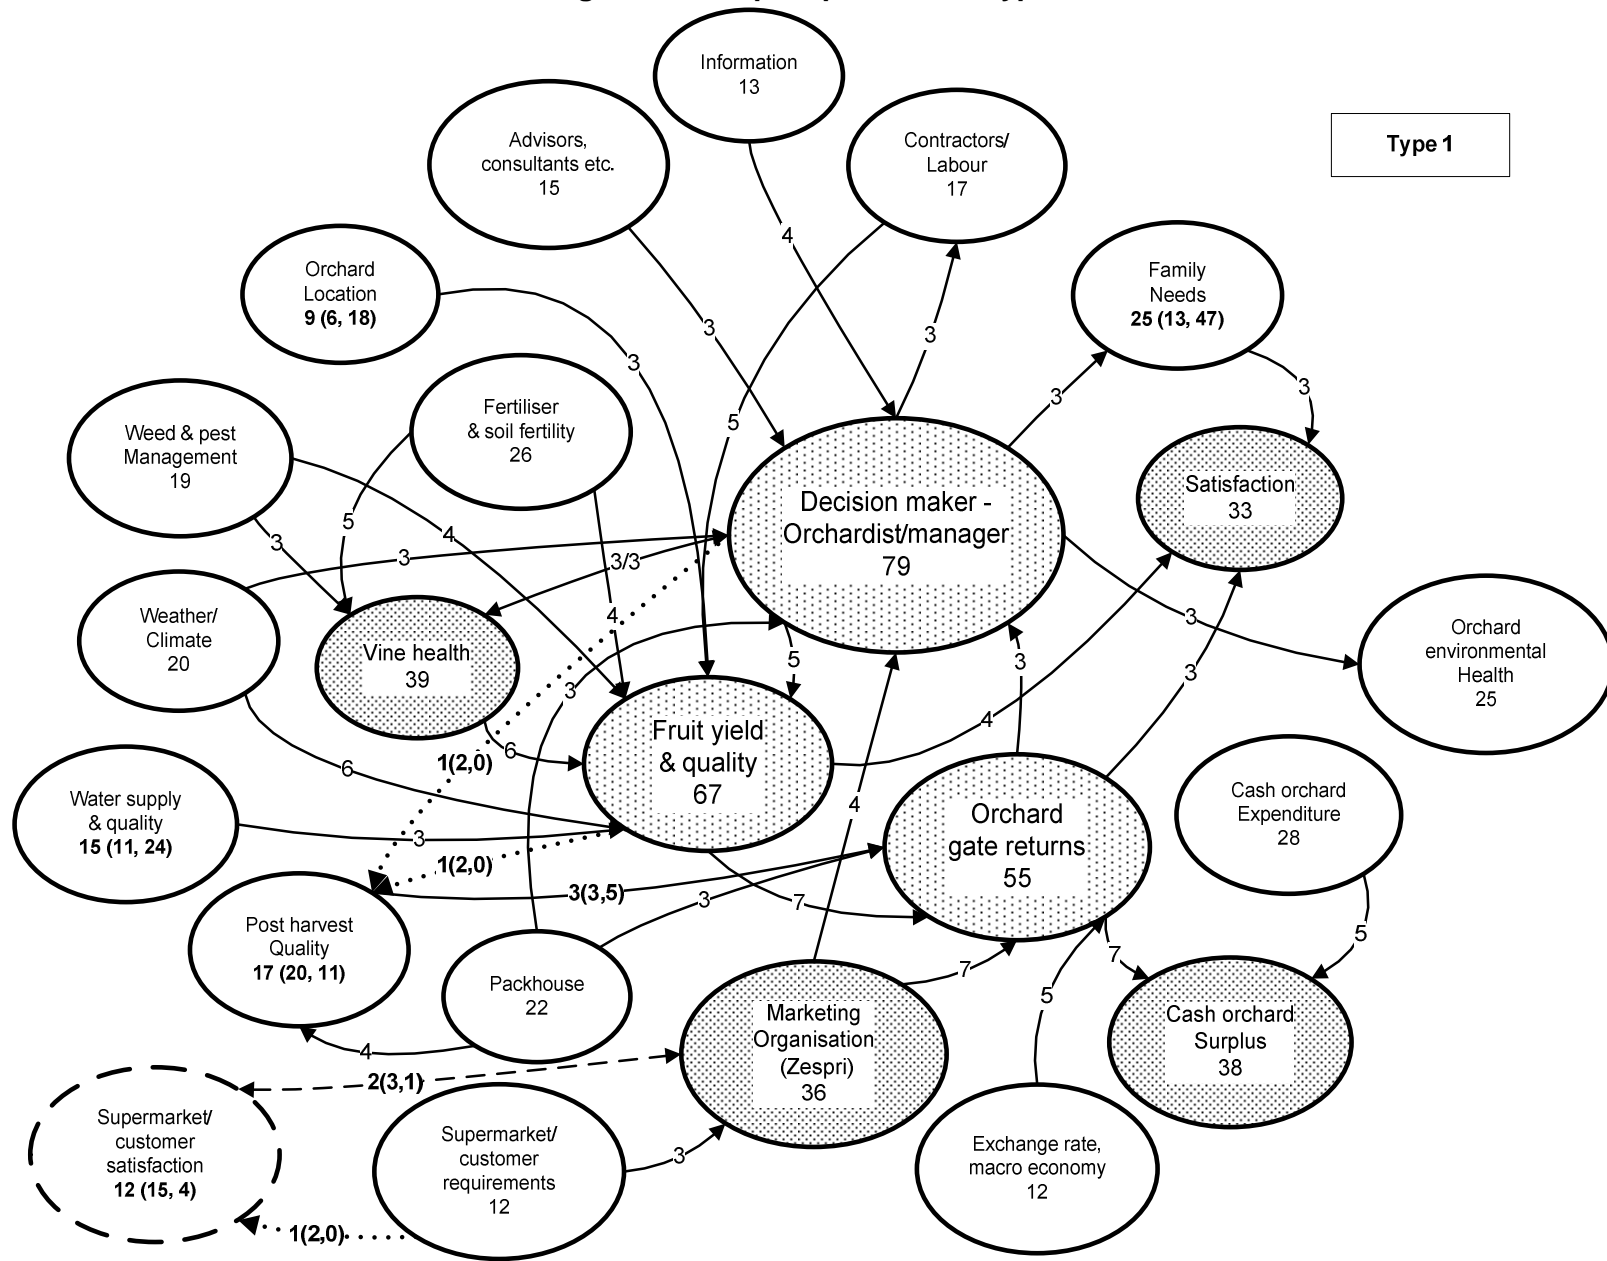 Information
13
Advisors,
consultants etc.
15
Contractors/
Labour
17
Type 1
Orchard
Location
9 (6, 18)
Family
Needs
25 (13, 47)
4
3
3
3
3
3
5
Weed & pest
Management
19
Fertiliser
& soil fertility
26
Decision maker -
Orchardist/manager
79
Satisfaction
33
5
4
3
3
3/3
4
Weather/
Climate
20
Vine health
39
3
Orchard
environmental
Health
25
5
3
3
3
Fruit yield
& quality
67
4
6
1(2,0)
6
Water supply
& quality
15 (11, 24)
3
1(2,0)
4
Orchard
gate returns
55
Cash orchard
Expenditure
28
3(3,5)
3
7
Post harvest
Quality
17 (20, 11)
Packhouse
22
7
7
5
5
4
Marketing
Organisation
(Zespri)
36
Cash orchard
Surplus
38
2(3,1)
Supermarket/
customer
satisfaction
12 (15, 4)
Supermarket/
customer
requirements
12
3
Exchange rate,
macro economy
12
1(2,0)